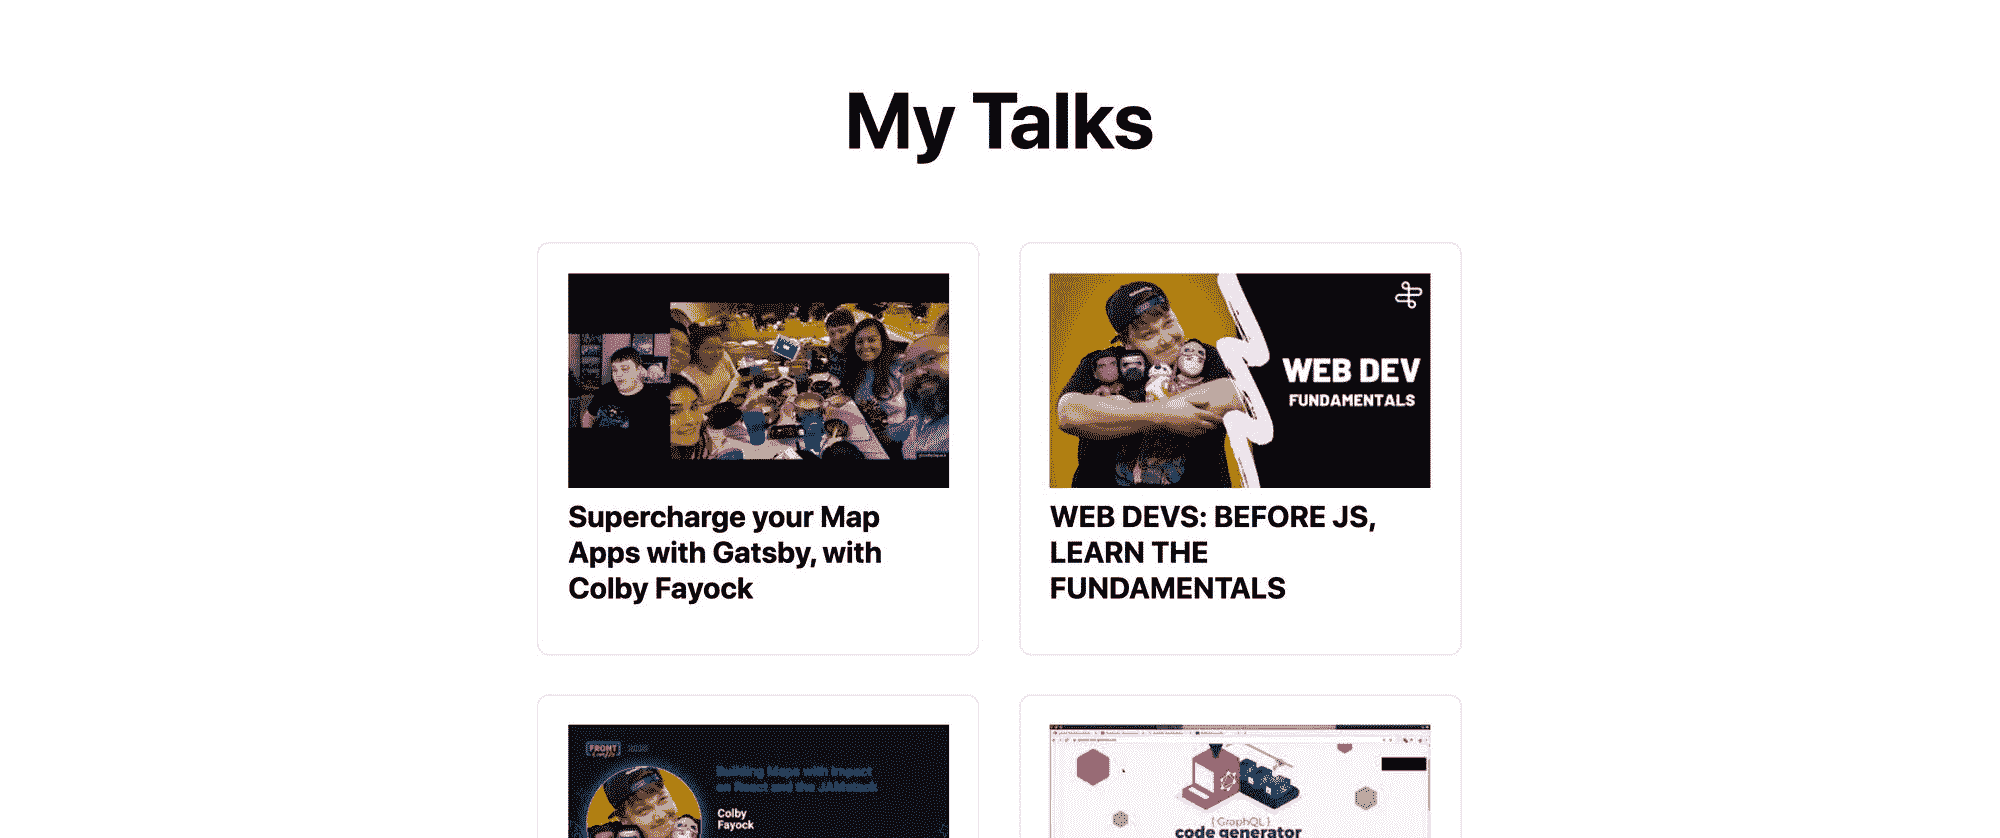 My Talks
WEB DEV
FUNDAMENTALS
Supercharge your Map
Apps with Gatsby, with
Colby Fayock
WEB DEVS: BEFORE JS,
LEARN THE
FUNDAMENTALS
FRONT
Building Maps with Impact
on React and the JAMstack
Colby
Fayock
{ GraphQL }
code generator